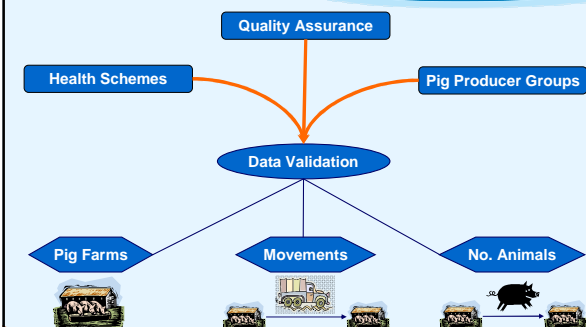 Quality Assurance
Health Schemes
Pig Producer Groups
Data Validation
Pig Farms
Movements
No. Animals